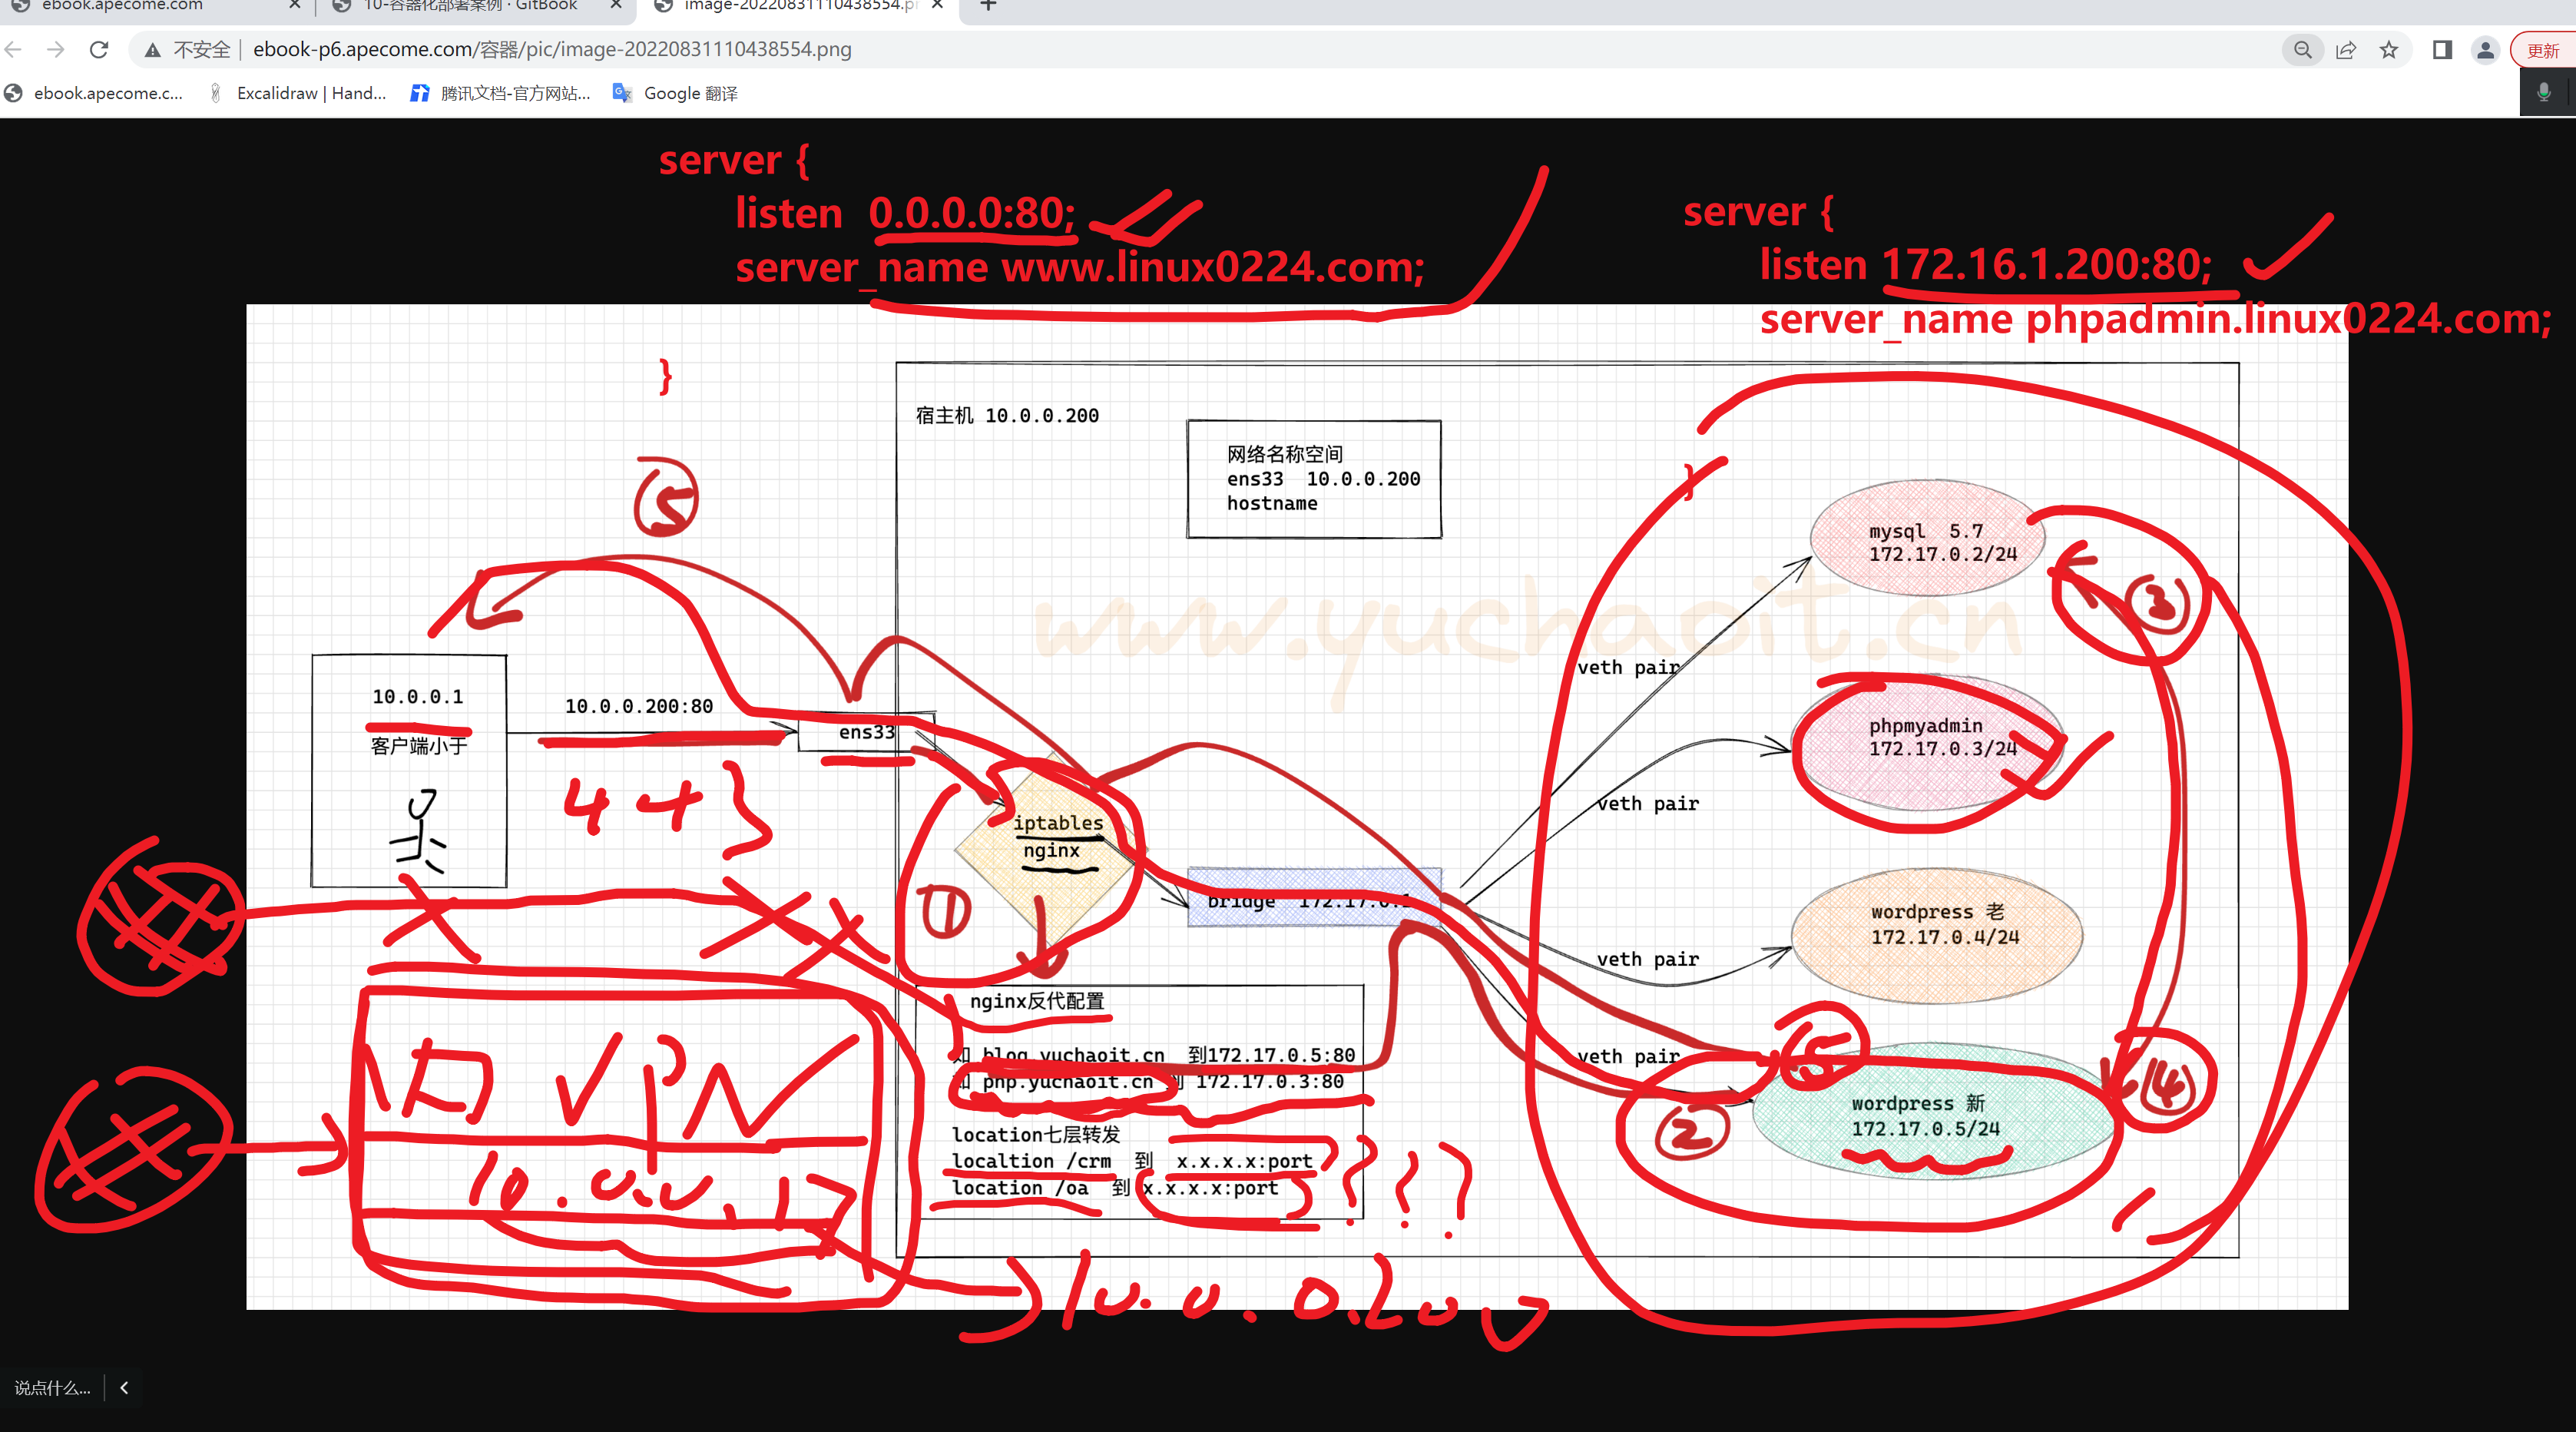 ebook.apecome.com
10-容器化部署案例 · GitBook
image-20220831110438554.pn
不安全
ebook-p6.apecome.com/容器/pic/image-20220831110438554.png
更新
ebook.apecome.c...
Excalidraw | Hand...
腾讯文档-官方网站...
Google 翻译
server {
listen 0.0.0.0:80;
server_name www.linux0224.com;
}
server {
listen 172.16.1.200:80;
server_name phpadmin.linux0224.com;
}
宿主机 10.0.0.200
网络名称空间
ens33 10.0.0.200
hostname
5
mysql 5.7
172.17.0.2/24
3
www.yuchaoit.cn
veth pair
10.0.0.1
客户端小于
10.0.0.200:80
ens33
phpmyadmin
172.17.0.3/24
veth pair
iptables
nginx
1
bridge 172.17.0.1
wordpress 老
172.17.0.4/24
veth pair
nginx反代配置
如 blog.yuchaoit.cn 到172.17.0.5:80
如 php.yuchaoit.cn 到 172.17.0.3:80
location七层转发
localtion /crm 到 x.x.x.x:port
location /oa 到 x.x.x.x:port
veth pair
5
4
2
wordpress 新
172.17.0.5/24
VPN
说点什么...